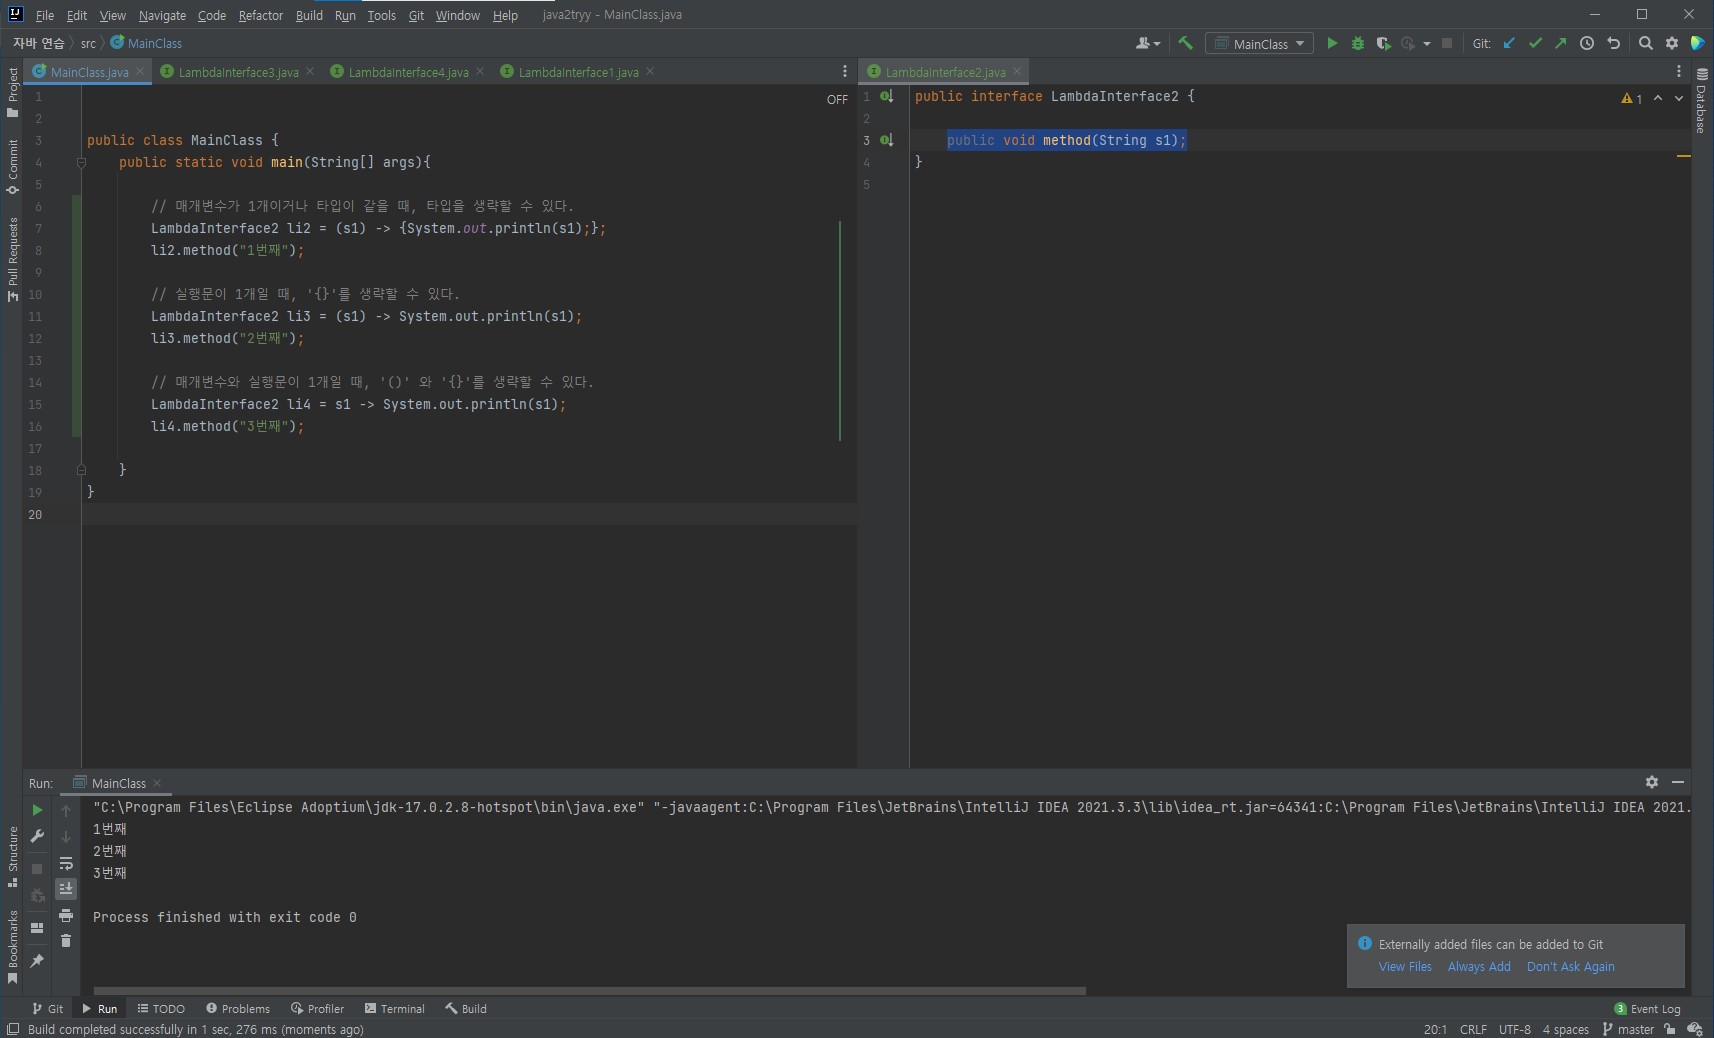 File Edit View Navigate Code Refactor Build Run Tools Git Window Help java2tryy - MainClass.java
자바 연습 src MainClass
MainClass Git:
MainClass.java LambdaInterface3.java LambdaInterface4.java LambdaInterface1.java
LambdaInterface2.java
Project
Commit
Pull Requests
Structure
Bookmarks
Database
OFF
1
2
3 public class MainClass {
4 public static void main(String[] args){
5
6 // 매개변수가 1개이거나 타입이 같을 때, 타입을 생략할 수 있다.
7 LambdaInterface2 li2 = (s1) -> {System.out.println(s1);};
8 li2.method("1번째");
9
10 // 실행문이 1개일 때, '{}'를 생략할 수 있다.
11 LambdaInterface2 li3 = (s1) -> System.out.println(s1);
12 li3.method("2번째");
13
14 // 매개변수와 실행문이 1개일 때, '()' 와 '{}'를 생략할 수 있다.
15 LambdaInterface2 li4 = s1 -> System.out.println(s1);
16 li4.method("3번째");
17
18 }
19 }
20
1 public interface LambdaInterface2 {
1
2
3 public void method(String s1);
4 }
5
Run: MainClass
"C:\Program Files\Eclipse Adoptium\jdk-17.0.2.8-hotspot\bin\java.exe" "-javaagent:C:\Program Files\JetBrains\IntelliJ IDEA 2021.3.3\lib\idea_rt.jar=64341:C:\Program Files\JetBrains\IntelliJ IDEA 2021.
1번째
2번째
3번째
Process finished with exit code 0
Externally added files can be added to Git
View Files Always Add Don't Ask Again
Git Run TODO Problems Profiler Terminal Build
3 Event Log
Build completed successfully in 1 sec, 276 ms (moments ago)
20:1 CRLF UTF-8 4 spaces master